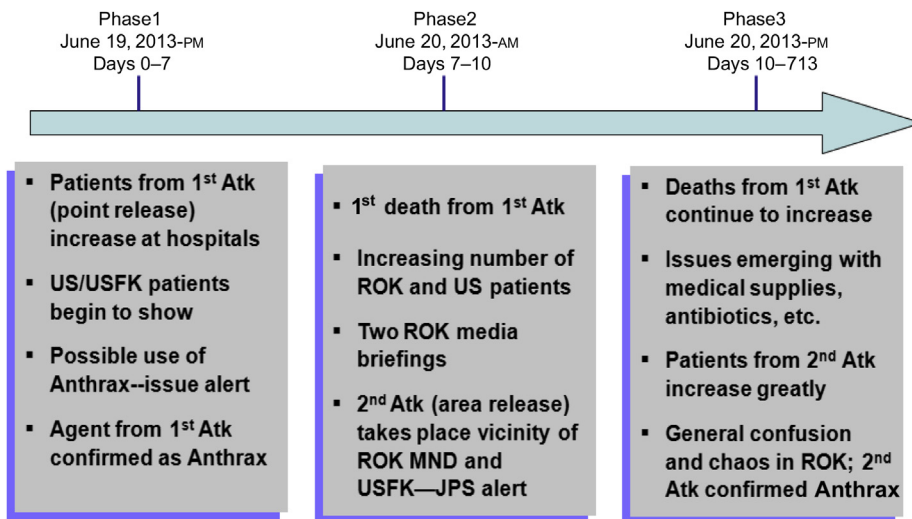 Phase1
June 19, 2013-PM
Days 0–7
Phase2
June 20, 2013-AM
Days 7–10
Phase3
June 20, 2013-PM
Days 10–713
▪ Patients from 1st Atk
(point release)
increase at hospitals
▪ US/USFK patients
begin to show
▪ Possible use of
Anthrax--issue alert
▪ Agent from 1st Atk
confirmed as Anthrax
▪ 1st death from 1st Atk
▪ Increasing number of
ROK and US patients
▪ Two ROK media
briefings
▪ 2nd Atk (area release)
takes place vicinity of
ROK MND and
USFK—JPS alert
▪ Deaths from 1st Atk
continue to increase
▪ Issues emerging with
medical supplies,
antibiotics, etc.
▪ Patients from 2nd Atk
increase greatly
▪ General confusion
and chaos in ROK; 2nd
Atk confirmed Anthrax